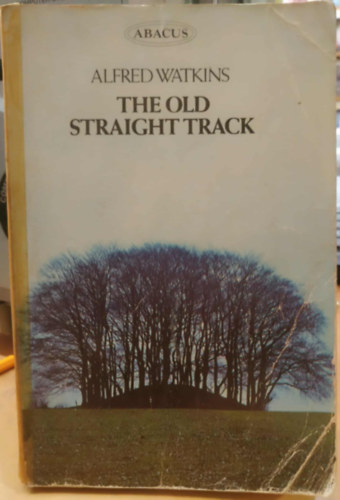 ABACUS
ALFRED WATKINS
THE OLD
STRAIGHT TRACK